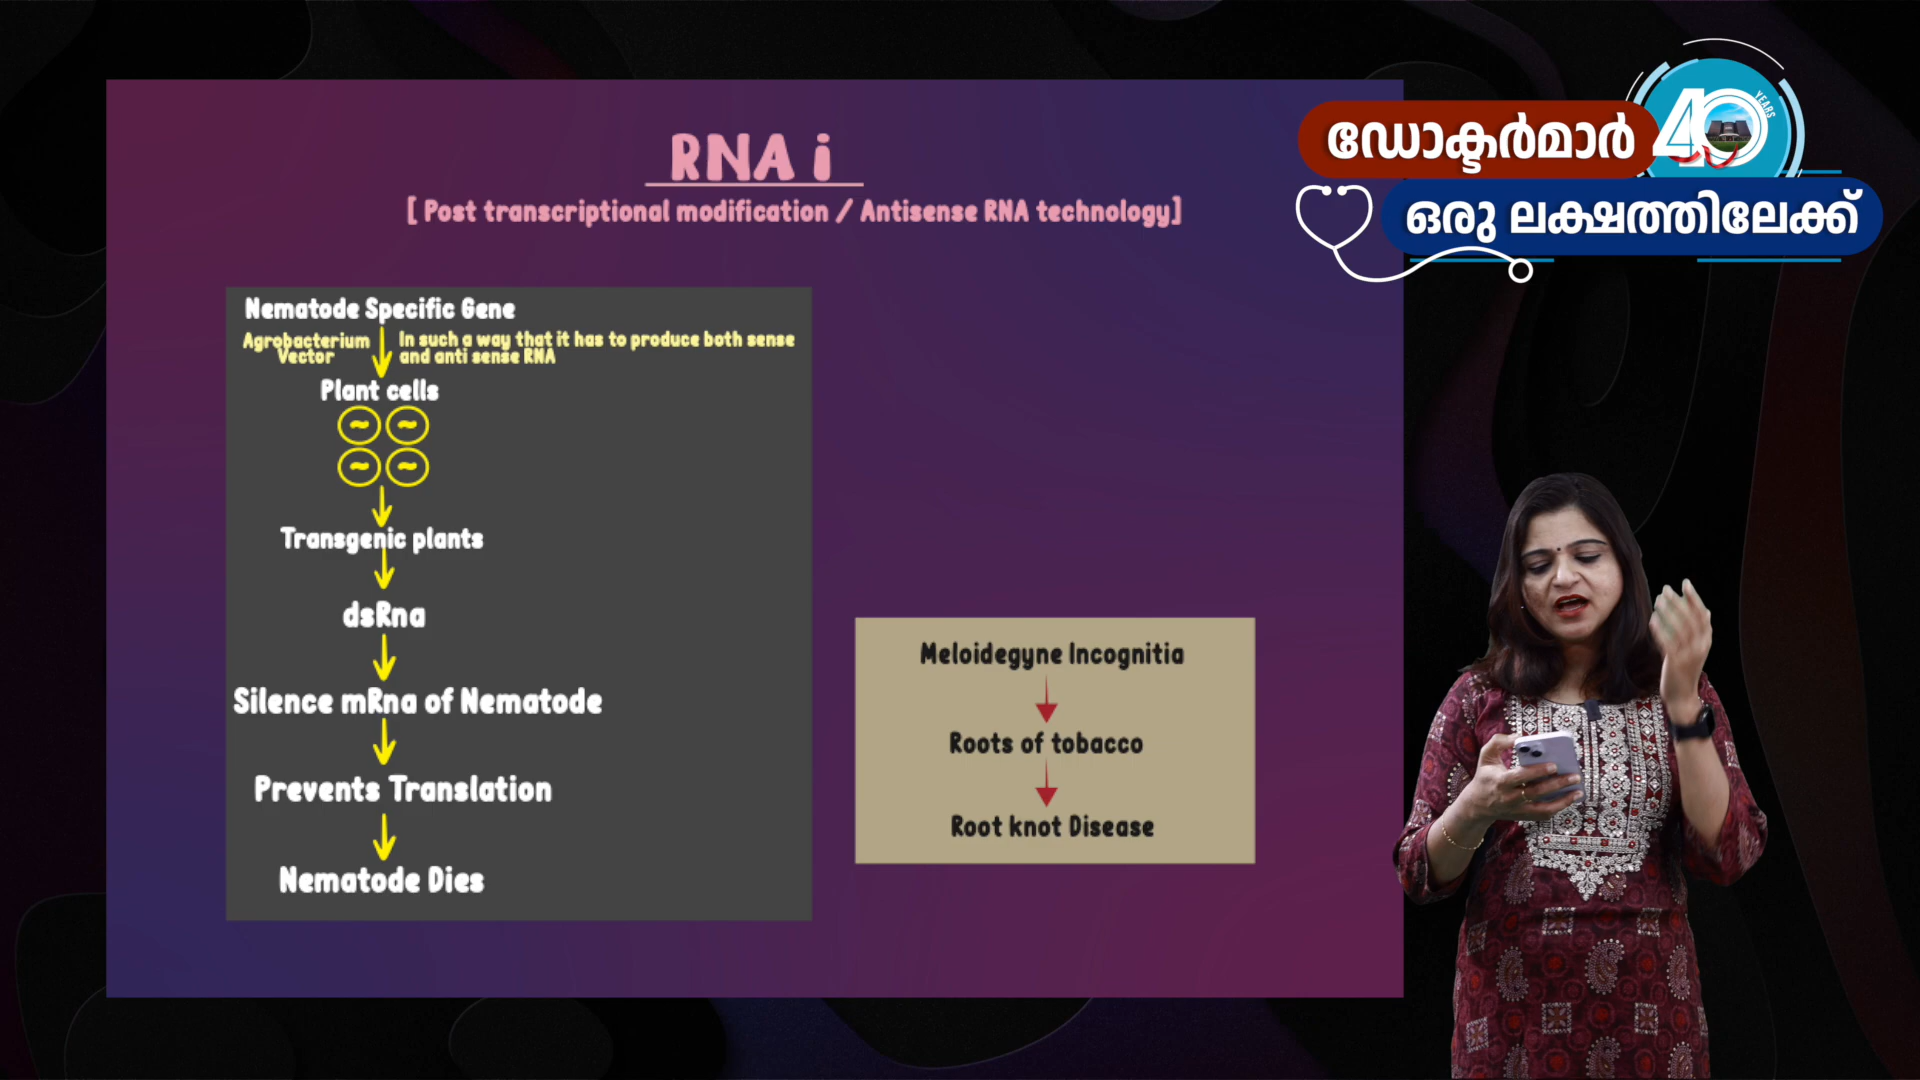 RNA i
[ Post transcriptional modification / Antisense RNA technology]
Nematode Specific Gene
Agrobacterium
Vector
In such a way that it has to produce both sense
and anti sense RNA
Plant cells
Transgenic plants
dsRna
Silence mRna of Nematode
Prevents Translation
Nematode Dies
Meloidegyne Incognitia
Roots of tobacco
Root knot Disease
ഡോക്ടർമാർ
40
YEARS
ഒരു ലക്ഷത്തിലേക്ക്